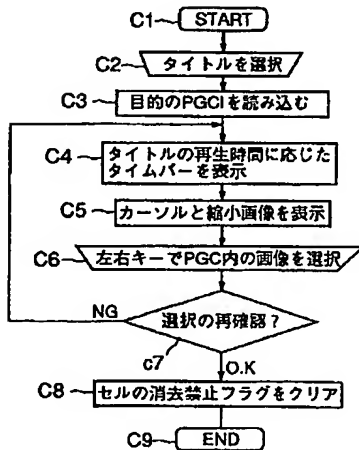 C1 START
C2 タイトルを選択
C3 目的のPGCIを読み込む
C4 タイトルの再生時間に応じた
タイムバーを表示
C5 カーソルと縮小画像を表示
C6 左右キーでPGC内の画像を選択
NG
選択の再確器?
c7
O.K
C8 セルの消去禁止フラグをクリア
C9 END